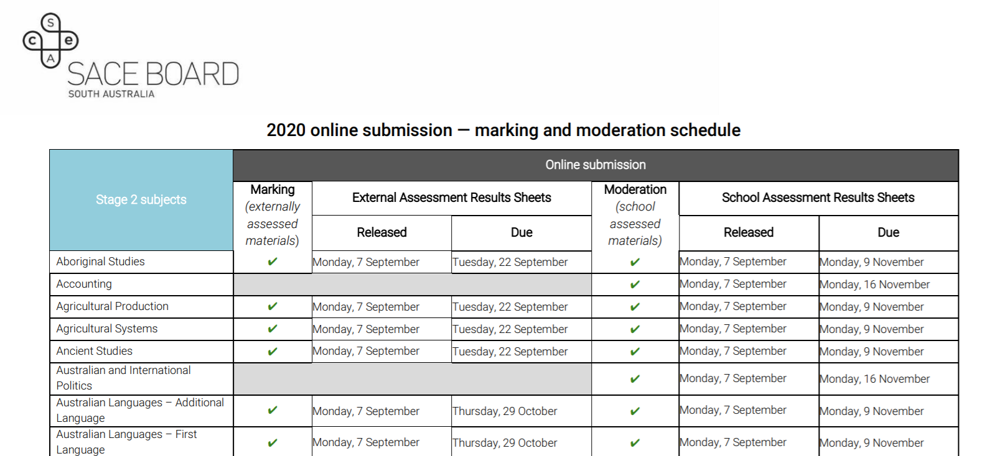 S
C e
A
SACE BOARD
SOUTH AUSTRALIA
2020 online submission — marking and moderation schedule
Stage 2 subjects
Online submission
Marking
(externally
assessed
materials)
External Assessment Results Sheets
Released
Due
Moderation
(school
assessed
materials)
School Assessment Results Sheets
Released
Due
Aboriginal Studies ✔ Monday, 7 September Tuesday, 22 September ✔ Monday, 7 September Monday, 9 November
Accounting ✔ Monday, 7 September Monday, 16 November
Agricultural Production ✔ Monday, 7 September Tuesday, 22 September ✔ Monday, 7 September Monday, 9 November
Agricultural Systems ✔ Monday, 7 September Tuesday, 22 September ✔ Monday, 7 September Monday, 9 November
Ancient Studies ✔ Monday, 7 September Tuesday, 22 September ✔ Monday, 7 September Monday, 9 November
Australian and International
Politics
✔ Monday, 7 September Monday, 16 November
Australian Languages – Additional
Language
✔ Monday, 7 September Thursday, 29 October ✔ Monday, 7 September Monday, 9 November
Australian Languages – First
Language
✔ Monday, 7 September Thursday, 29 October ✔ Monday, 7 September Monday, 9 November